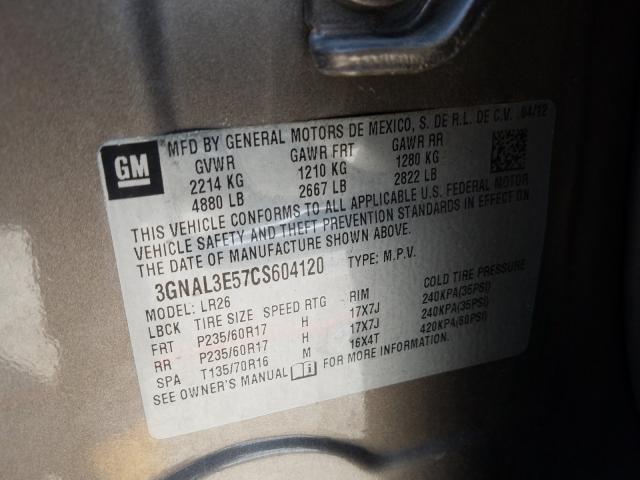 GM
MFD BY GENERAL MOTORS DE MEXICO, S. DE R.L. DE C.V. 04/12
GVWR GAWR FRT GAWR RR
2214 KG 1210 KG 1280 KG
4880 LB 2667 LB 2822 LB
THIS VEHICLE CONFORMS TO ALL APPLICABLE U.S. FEDERAL MOTOR
VEHICLE SAFETY AND THEFT PREVENTION STANDARDS IN EFFECT ON
THE DATE OF MANUFACTURE SHOWN ABOVE.
3GNAL3E57CS604120 TYPE: M.P.V.
MODEL: LR26
LBCK TIRE SIZE SPEED RTG RIM COLD TIRE PRESSURE
FRT P235/60R17 H 17X7J 240KPA(35PSI)
RR P235/60R17 H 17X7J 240KPA(35PSI)
SPA T135/70R16 M 16X4T 420KPA(60PSI)
SEE OWNER'S MANUAL FOR MORE INFORMATION.